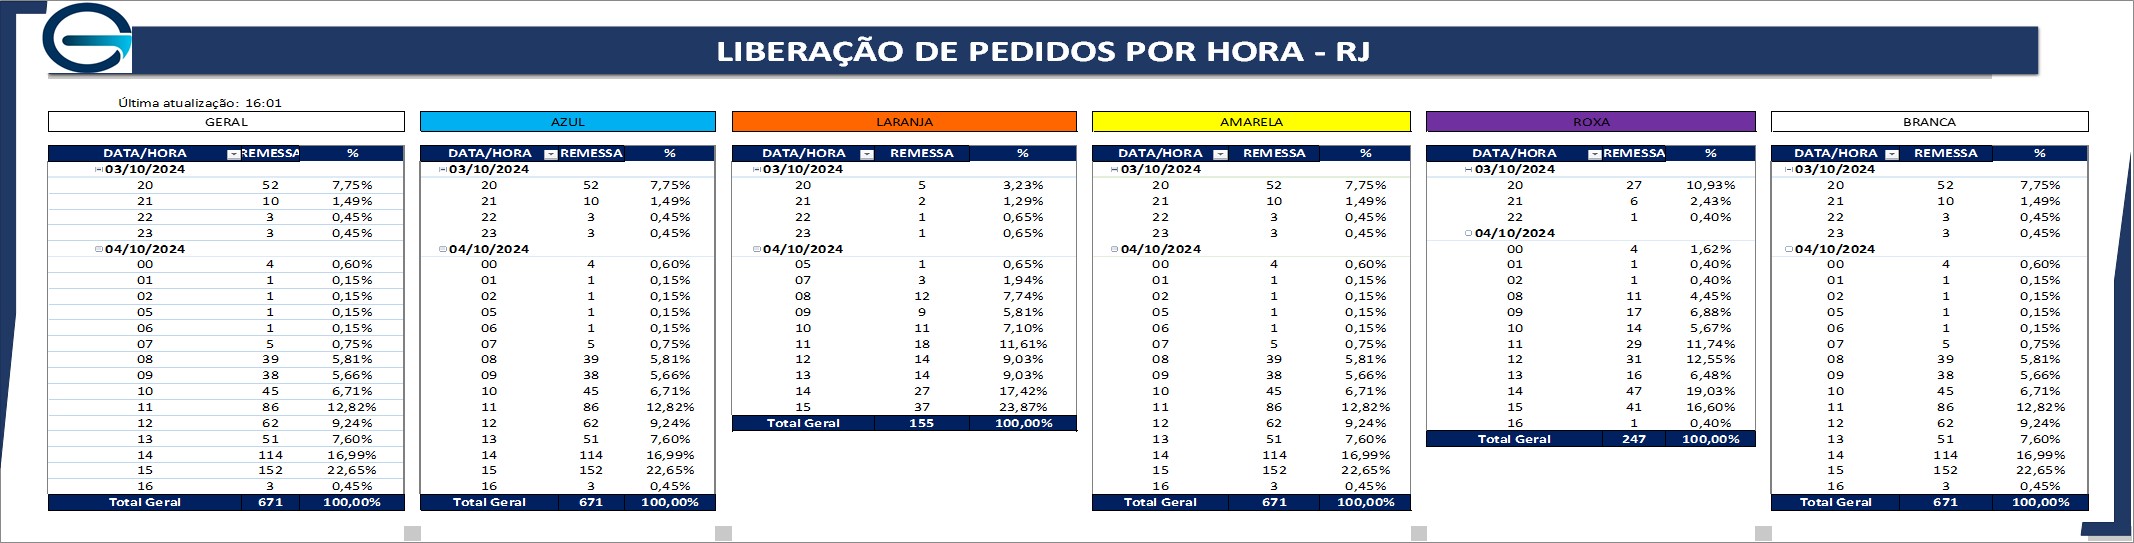 LIBERAÇÃO DE PEDIDOS POR HORA - RJ
Última atualização: 16:01
GERAL AZUL LARANJA AMARELA ROXA BRANCA
DATA/HORA REMESSA % DATA/HORA REMESSA % DATA/HORA REMESSA % DATA/HORA REMESSA % DATA/HORA REMESSA % DATA/HORA REMESSA %
03/10/2024 03/10/2024 03/10/2024 03/10/2024 03/10/2024 03/10/2024
20 52 7,75% 20 52 7,75% 20 5 3,23% 20 52 7,75% 20 27 10,93% 20 52 7,75%
21 10 1,49% 21 10 1,49% 21 2 1,29% 21 10 1,49% 21 6 2,43% 21 10 1,49%
22 3 0,45% 22 3 0,45% 22 1 0,65% 22 3 0,45% 22 1 0,40% 22 3 0,45%
23 3 0,45% 23 3 0,45% 23 1 0,65% 23 3 0,45% 04/10/2024 23 3 0,45%
04/10/2024 04/10/2024 04/10/2024 04/10/2024 00 4 1,62% 04/10/2024
00 4 0,60% 00 4 0,60% 05 1 0,65% 00 4 0,60% 01 1 0,40% 00 4 0,60%
01 1 0,15% 01 1 0,15% 07 3 1,94% 01 1 0,15% 02 1 0,40% 01 1 0,15%
02 1 0,15% 02 1 0,15% 08 12 7,74% 02 1 0,15% 08 11 4,45% 02 1 0,15%
05 1 0,15% 05 1 0,15% 09 9 5,81% 05 1 0,15% 09 17 6,88% 05 1 0,15%
06 1 0,15% 06 1 0,15% 10 11 7,10% 06 1 0,15% 10 14 5,67% 06 1 0,15%
07 5 0,75% 07 5 0,75% 11 18 11,61% 07 5 0,75% 11 29 11,74% 07 5 0,75%
08 39 5,81% 08 39 5,81% 12 14 9,03% 08 39 5,81% 12 31 12,55% 08 39 5,81%
09 38 5,66% 09 38 5,66% 13 14 9,03% 09 38 5,66% 13 16 6,48% 09 38 5,66%
10 45 6,71% 10 45 6,71% 14 27 17,42% 10 45 6,71% 14 47 19,03% 10 45 6,71%
11 86 12,82% 11 86 12,82% 15 37 23,87% 11 86 12,82% 15 41 16,60% 11 86 12,82%
12 62 9,24% 12 62 9,24% Total Geral 155 100,00% 12 62 9,24% 16 1 0,40% 12 62 9,24%
13 51 7,60% 13 51 7,60% 13 51 7,60% Total Geral 247 100,00% 13 51 7,60%
14 114 16,99% 14 114 16,99% 14 114 16,99% 14 114 16,99%
15 152 22,65% 15 152 22,65% 15 152 22,65% 15 152 22,65%
16 3 0,45% 16 3 0,45% 16 3 0,45% 16 3 0,45%
Total Geral 671 100,00% Total Geral 671 100,00% Total Geral 671 100,00% Total Geral 671 100,00%